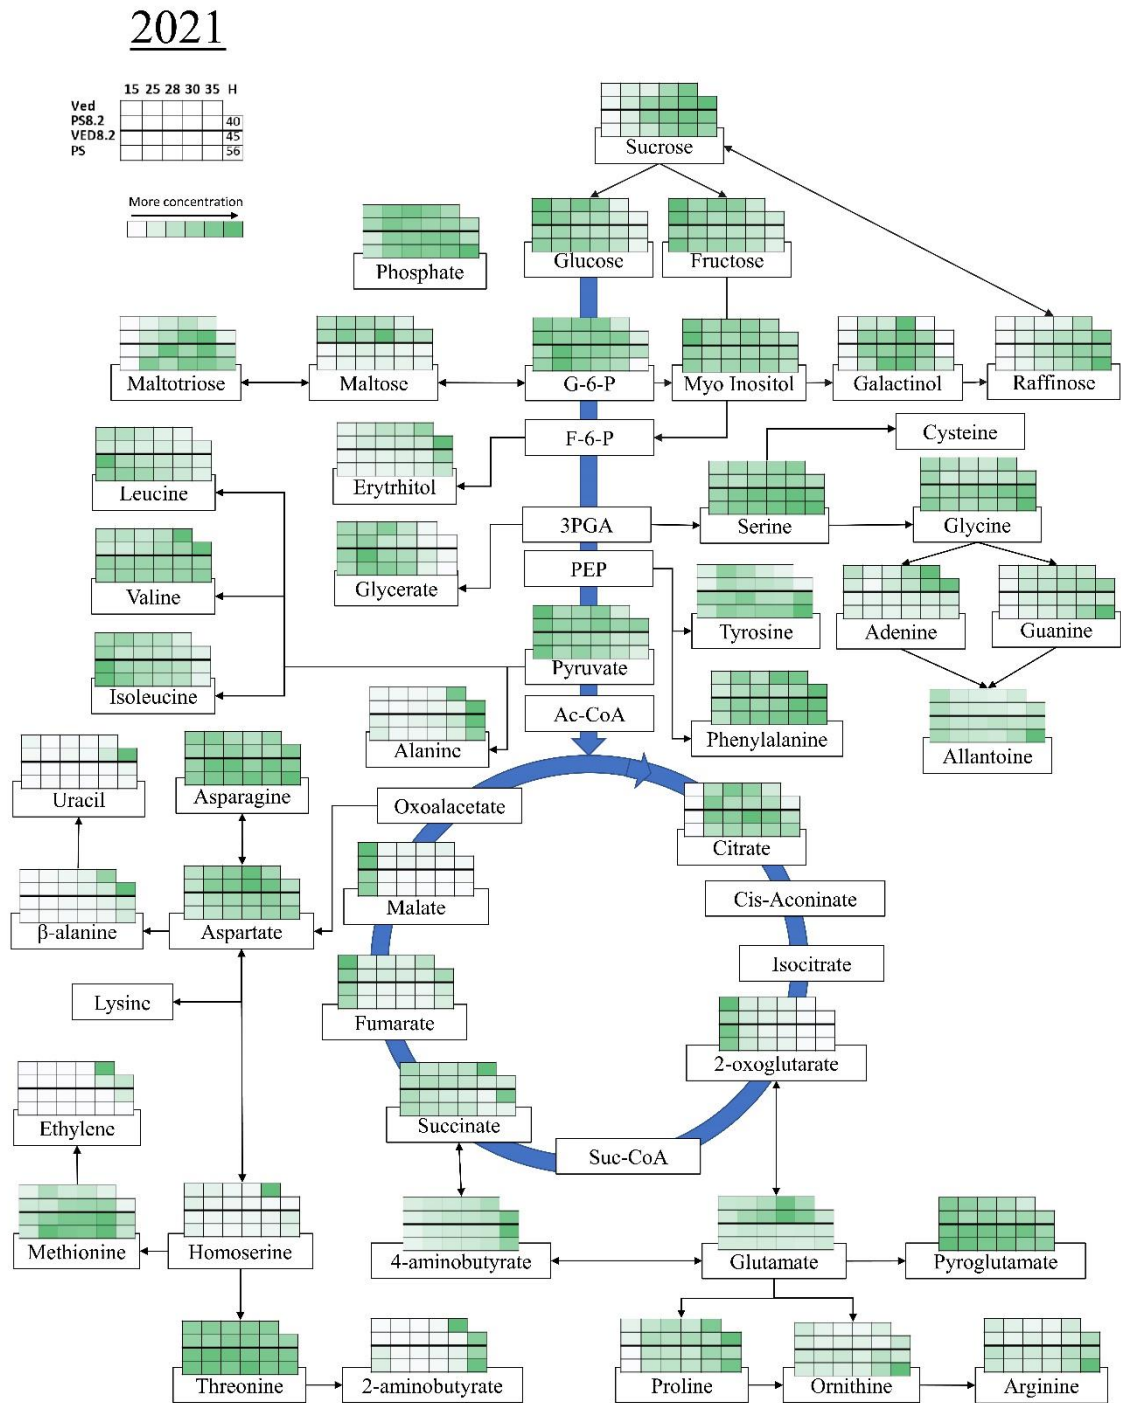 2021
15 25 28 30 35 H
Ved
PS8.2 40
VED8.2 45
PS 56
More concentration
Sucrose
Phosphate
Glucose
Fructose
Maltotriose
Maltose
G-6-P
Myo Inositol
Galactinol
Raffinose
F-6-P
Cysteine
Leucine
Erytrhitol
3PGA
Serine
Glycine
PEP
Valine
Glycerate
Tyrosine
Adenine
Guanine
Pyruvate
Isoleucine
Ac-CoA
Alanine
Phenylalanine
Allantoine
Uracil
Asparagine
Oxoalacetate
Citrate
Malate
Cis-Aconinate
β-alanine
Aspartate
Isocitrate
Lysine
Fumarate
2-oxoglutarate
Ethylene
Succinate
Suc-CoA
Methionine
Homoserine
4-aminobutyrate
Glutamate
Pyroglutamate
Threonine
2-aminobutyrate
Proline
Ornithine
Arginine